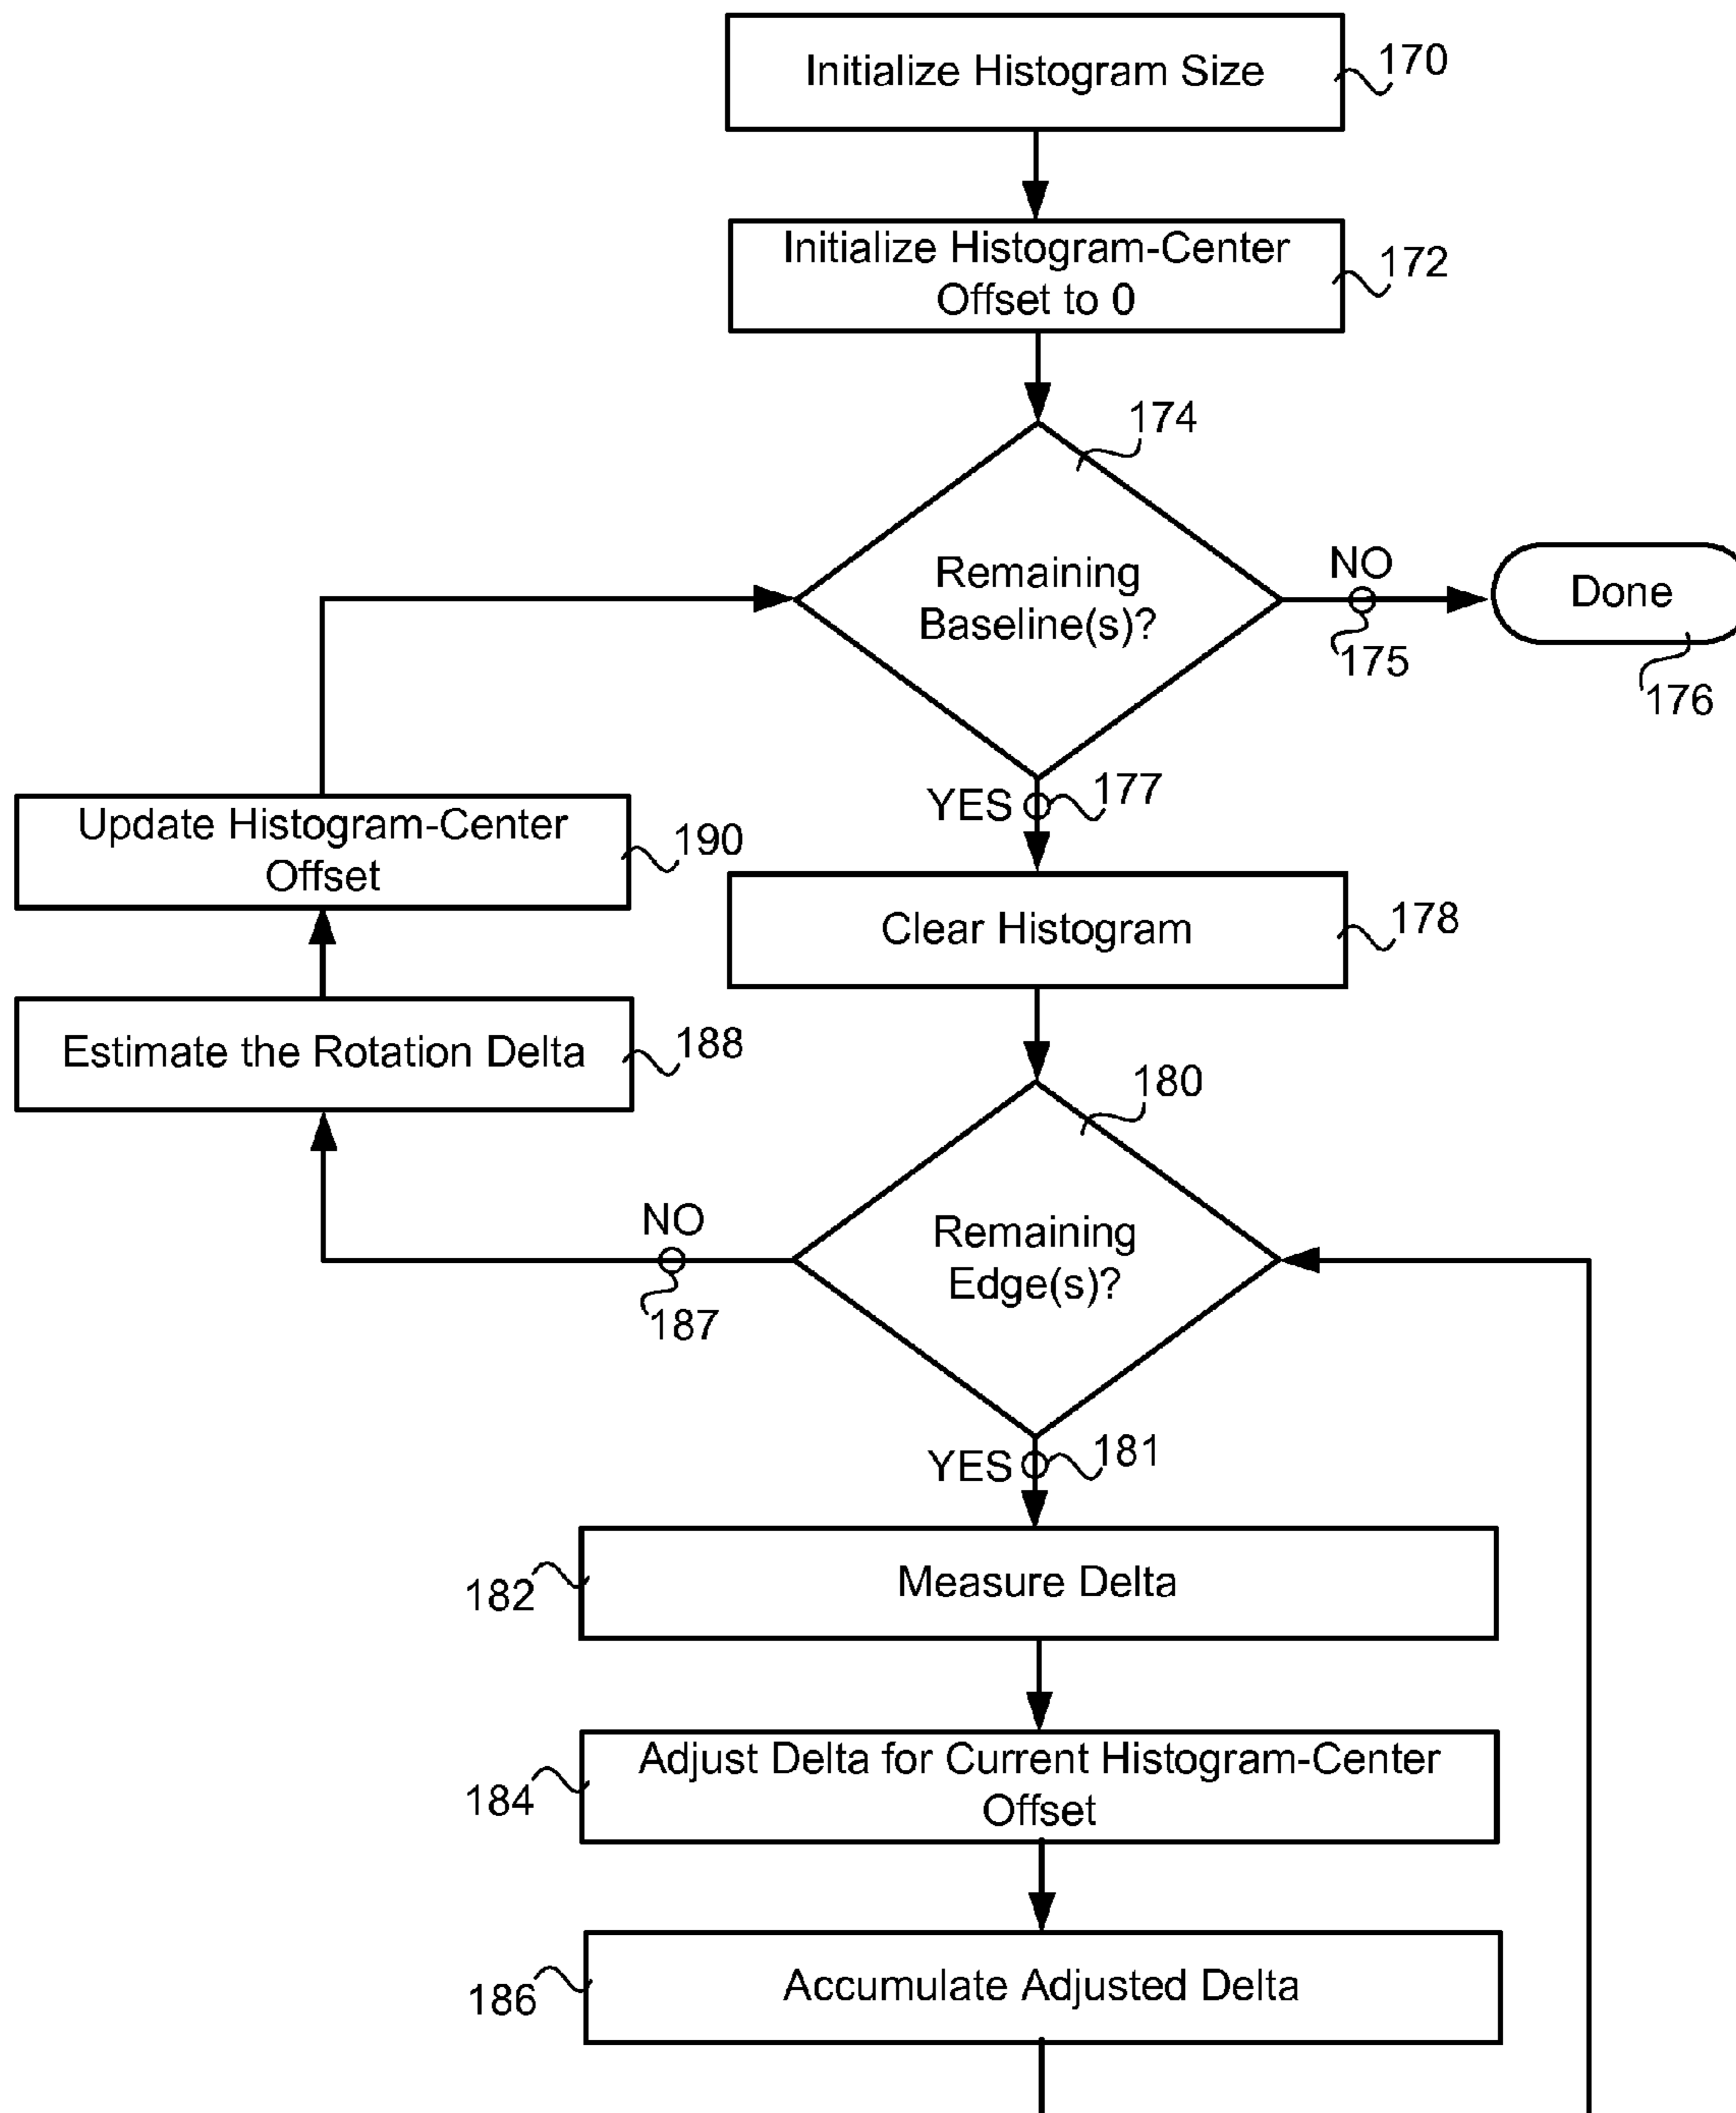 Initialize Histogram Size
170
Initialize Histogram-Center
Offset to 0
172
174
Remaining
Baseline(s)?
NO
175
Done
176
YES
177
Update Histogram-Center
Offset
190
Clear Histogram
178
Estimate the Rotation Delta
188
180
Remaining
Edge(s)?
NO
187
YES
181
Measure Delta
182
Adjust Delta for Current Histogram-Center
Offset
184
Accumulate Adjusted Delta
186